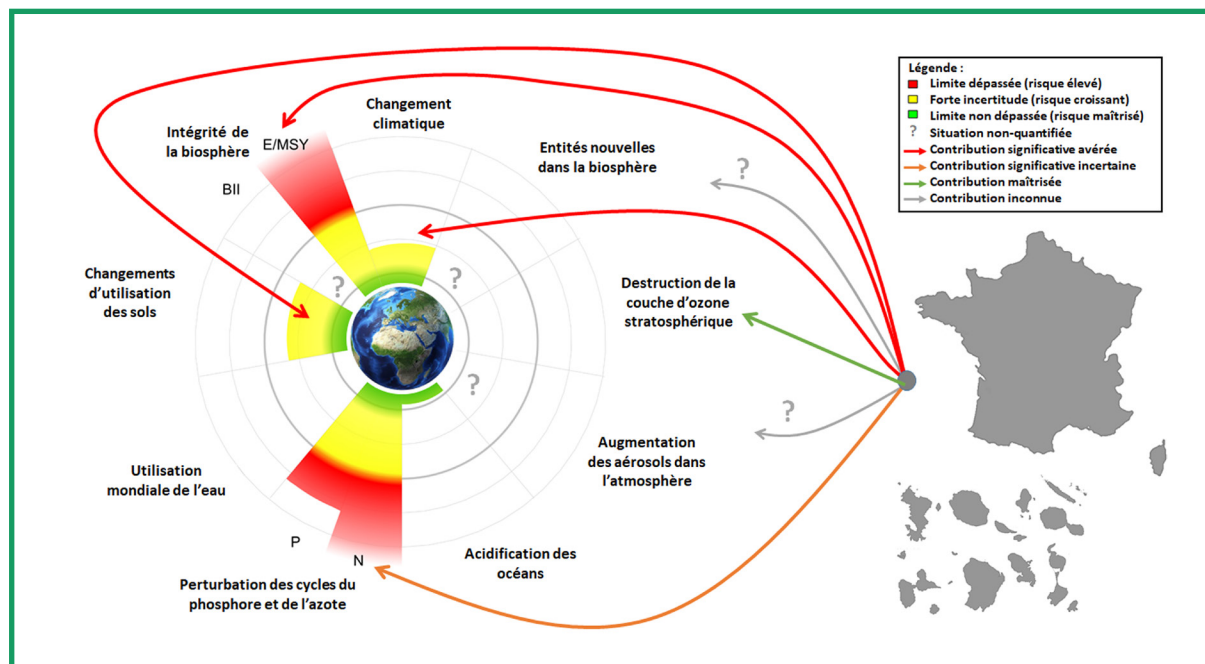 Changement
climatique
Intégrité de
la biosphère
E/MSY
BII
Entités nouvelles
dans la biosphère
?
Changements
d'utilisation
des sols
?
?
?
Destruction de la
couche d'ozone
stratosphérique
?
Augmentation
des aérosols dans
l'atmosphère
Utilisation
mondiale de l'eau
P
N
Acidification des
océans
Perturbation des cycles du
phosphore et de l'azote
Légende :
Limite dépassée (risque élevé)
Forte incertitude (risque croissant)
Limite non dépassée (risque maîtrisé)
? Situation non-quantifiée
Contribution significative avérée
Contribution significative incertaine
Contribution maîtrisée
Contribution inconnue